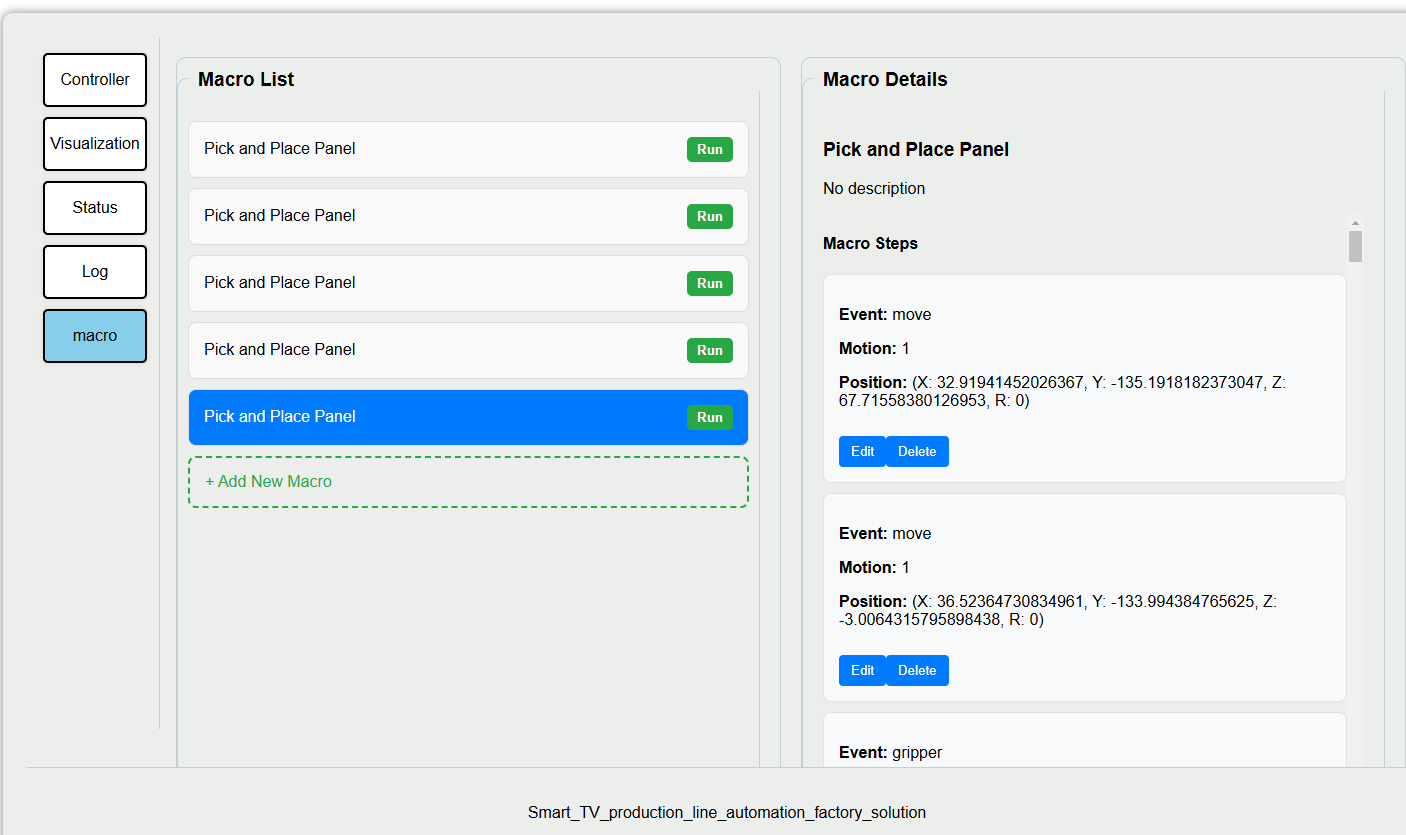 Controller
Visualization
Status
Log
macro
Macro List
Pick and Place Panel
Run
Pick and Place Panel
Run
Pick and Place Panel
Run
Pick and Place Panel
Run
Pick and Place Panel
Run
+ Add New Macro
Macro Details
Pick and Place Panel
No description
Macro Steps
Event: move
Motion: 1
Position: (X: 32.91941452026367, Y: -135.1918182373047, Z:
67.71558380126953, R: 0)
Edit
Delete
Event: move
Motion: 1
Position: (X: 36.52364730834961, Y: -133.994384765625, Z:
-3.0064315795898438, R: 0)
Edit
Delete
Event: gripper
Smart_TV_production_line_automation_factory_solution